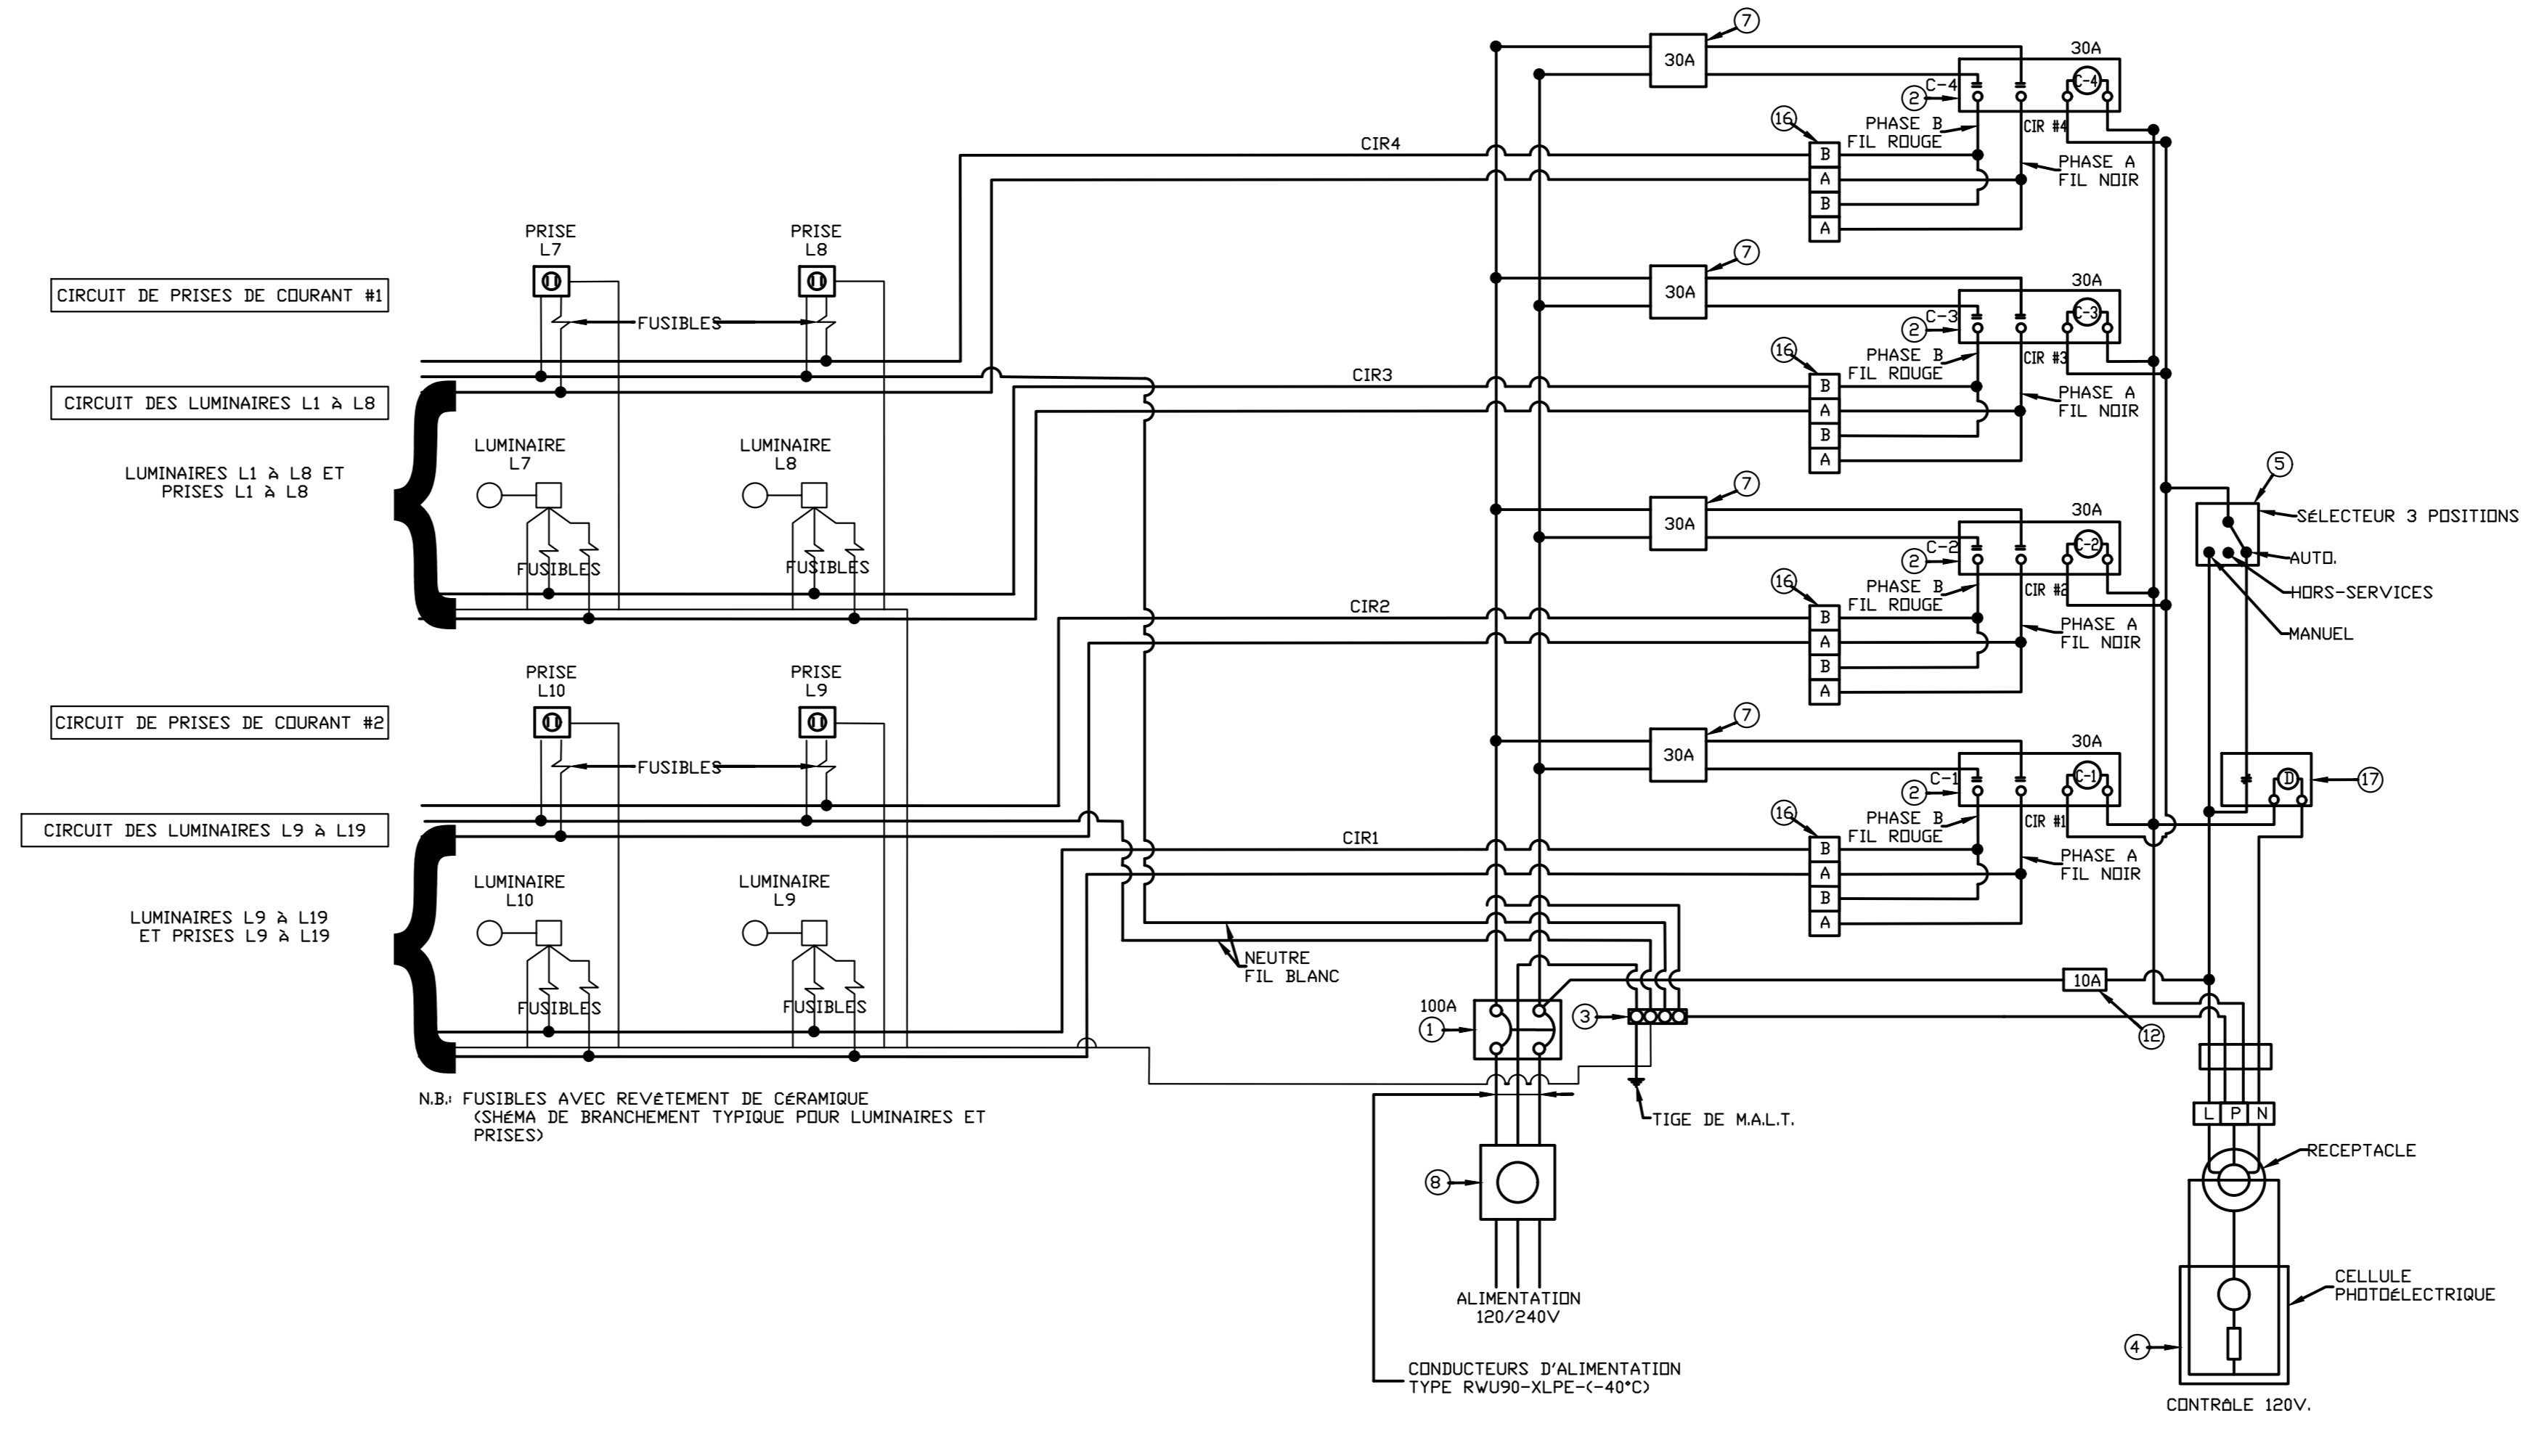 7
30A
30A
C-4
C-4
2
16
PHASE B
FIL ROUGE
CIR #4
CIR4
B
A
B
A
PHASE A
FIL NOIR
PRISE
L7
PRISE
L8
7
CIRCUIT DE PRISES DE COURANT #1
FUSIBLES
30A
30A
C-3
C-3
2
16
PHASE B
FIL ROUGE
CIR #3
CIR3
B
A
B
A
PHASE A
FIL NOIR
CIRCUIT DES LUMINAIRES L1 à L8
LUMINAIRE
L7
LUMINAIRE
L8
LUMINAIRES L1 à L8 ET
PRISES L1 à L8
FUSIBLES
FUSIBLES
7
30A
30A
C-2
C-2
2
16
PHASE B
FIL ROUGE
CIR #2
CIR2
B
A
B
A
PHASE A
FIL NOIR
5
SÉLECTEUR 3 POSITIONS
AUTO.
HORS-SERVICES
MANUEL
PRISE
L10
PRISE
L9
CIRCUIT DE PRISES DE COURANT #2
FUSIBLES
7
30A
30A
C-1
C-1
2
D
17
16
PHASE B
FIL ROUGE
CIR #1
CIR1
B
A
B
A
PHASE A
FIL NOIR
CIRCUIT DES LUMINAIRES L9 à L19
LUMINAIRE
L10
LUMINAIRE
L9
LUMINAIRES L9 à L19
ET PRISES L9 à L19
FUSIBLES
FUSIBLES
NEUTRE
FIL BLANC
100A
1
3
10A
12
N.B.: FUSIBLES AVEC REVÊTEMENT DE CÉRAMIQUE
(SHÉMA DE BRANCHEMENT TYPIQUE POUR LUMINAIRES ET
PRISES)
TIGE DE M.A.L.T.
L P N
RECEPTACLE
8
ALIMENTATION
120/240V
CELLULE
PHOTOÉLECTRIQUE
4
CONDUCTEURS D'ALIMENTATION
TYPE RWU90-XLPE-(-40°C)
CONTRÔLE 120V.